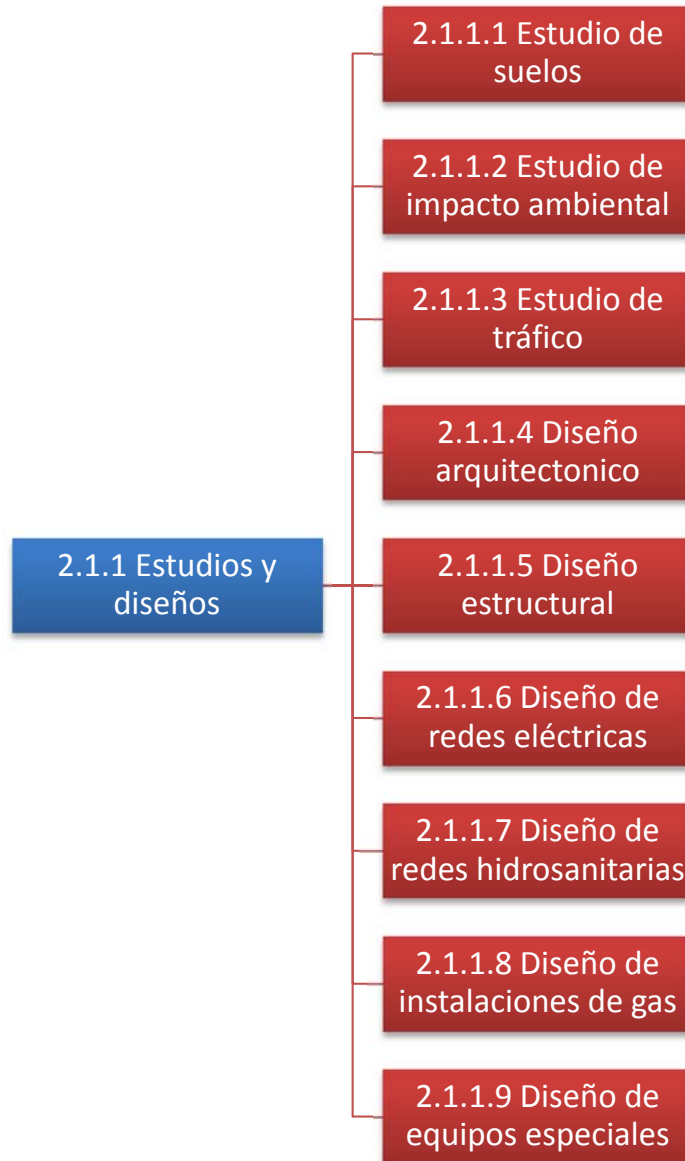 2.1.1.1 Estudio de
suelos
2.1.1.2 Estudio de
impacto ambiental
2.1.1.3 Estudio de
tráfico
2.1.1.4 Diseño
arquitectonico
2.1.1 Estudios y
diseños
2.1.1.5 Diseño
estructural
2.1.1.6 Diseño de
redes eléctricas
2.1.1.7 Diseño de
redes hidrosanitarias
2.1.1.8 Diseño de
instalaciones de gas
2.1.1.9 Diseño de
equipos especiales